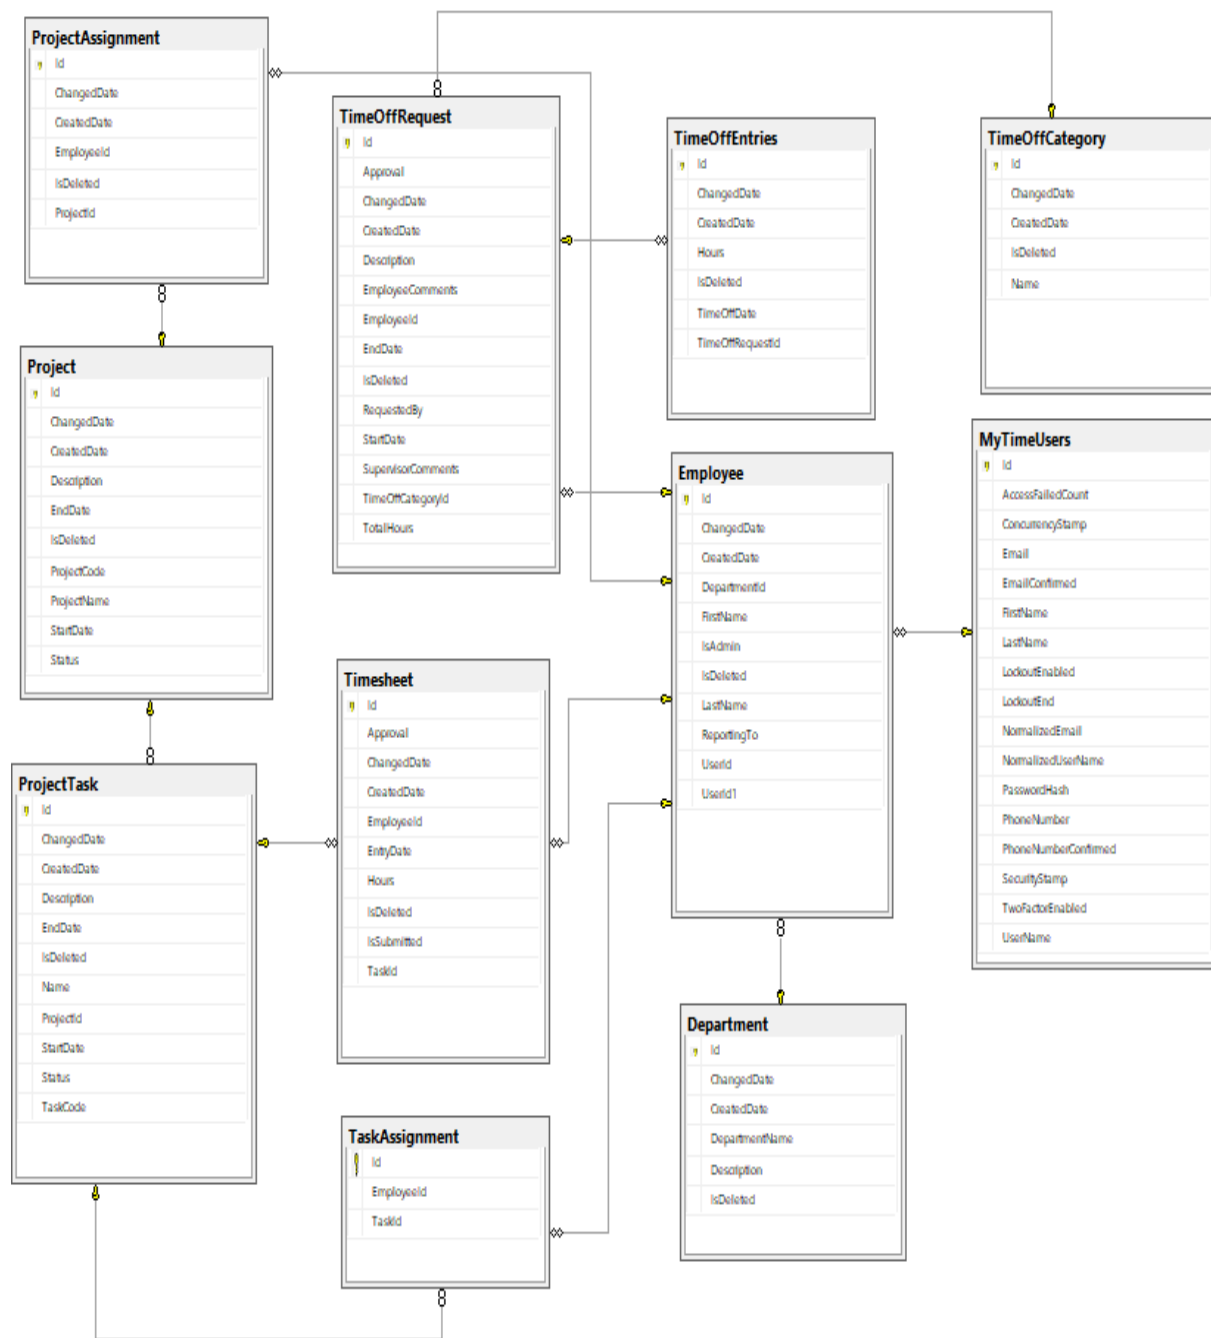 ProjectAssignment
Id
ChangedDate
CreatedDate
EmployeeId
IsDeleted
ProjectId
TimeOffRequest
Id
Approval
ChangedDate
CreatedDate
Description
EmployeeComments
EmployeeId
EndDate
IsDeleted
RequestedBy
StartDate
SupervisorComments
TimeOffCategoryId
TotalHours
TimeOffEntries
Id
ChangedDate
CreatedDate
Hours
IsDeleted
TimeOffDate
TimeOffRequestId
TimeOffCategory
Id
ChangedDate
CreatedDate
IsDeleted
Name
Project
Id
ChangedDate
CreatedDate
Description
EndDate
IsDeleted
ProjectCode
ProjectName
StartDate
Status
Employee
Id
ChangedDate
CreatedDate
DepartmentId
FirstName
IsAdmin
IsDeleted
LastName
ReportingTo
UserId
UserId1
MyTimeUsers
Id
AccessFailedCount
ConcurrencyStamp
Email
EmailConfirmed
FirstName
LastName
LockoutEnabled
LockoutEnd
NormalizedEmail
NormalizedUserName
PasswordHash
PhoneNumber
PhoneNumberConfirmed
SecurityStamp
TwoFactorEnabled
UserName
Timesheet
Id
Approval
ChangedDate
CreatedDate
EmployeeId
EntryDate
Hours
IsDeleted
IsSubmitted
TaskId
ProjectTask
Id
ChangedDate
CreatedDate
Description
EndDate
IsDeleted
Name
ProjectId
StartDate
Status
TaskCode
Department
Id
ChangedDate
CreatedDate
DepartmentName
Description
IsDeleted
TaskAssignment
Id
EmployeeId
TaskId